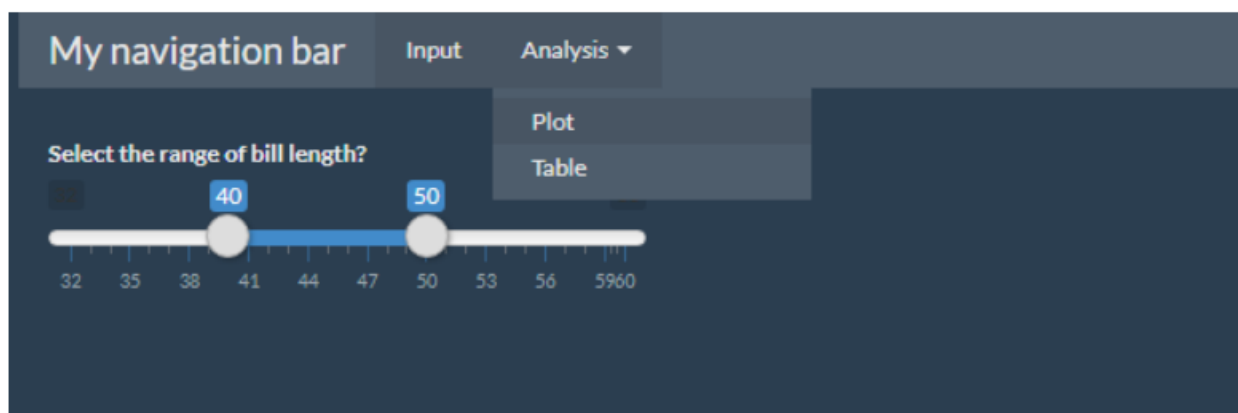 My navigation bar Input Analysis
Plot
Select the range of bill length?
Table
40 50
32 35 38 41 44 47 50 53 56 5960